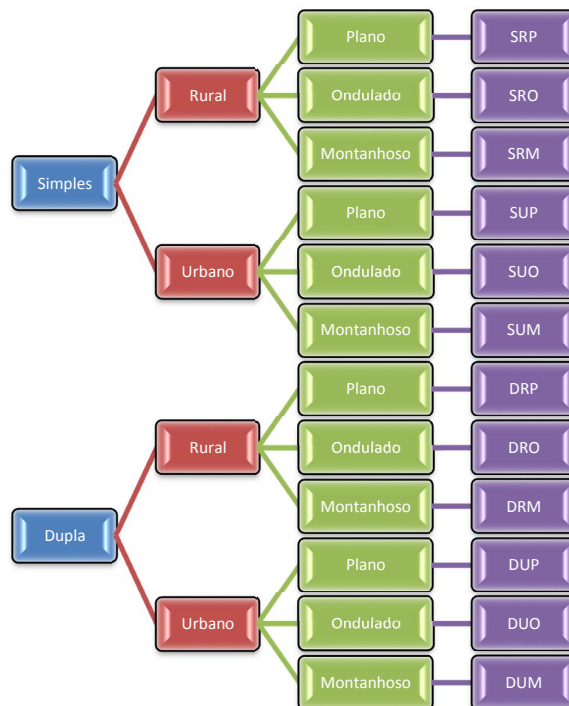 Plano
SRP
Rural
Ondulado
SRO
Montanhoso
SRM
Simples
Plano
SUP
Urbano
Ondulado
SUO
Montanhoso
SUM
Plano
DRP
Rural
Ondulado
DRO
Montanhoso
DRM
Dupla
Plano
DUP
Urbano
Ondulado
DUO
Montanhoso
DUM